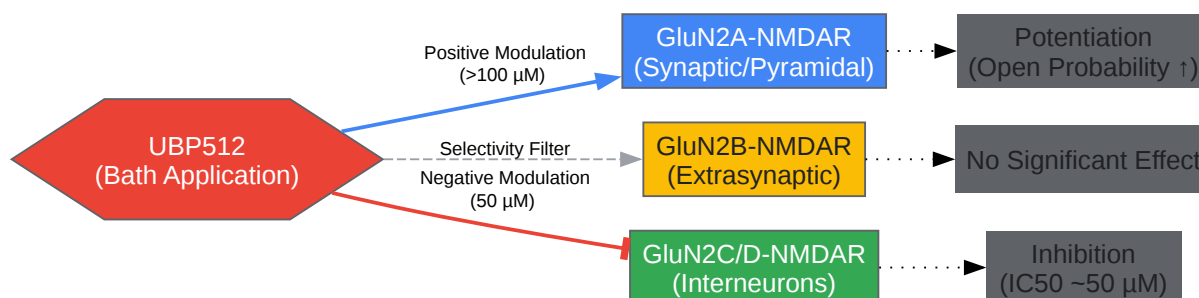 UBP512
(Bath Application)
Positive Modulation
(>100 µM)
Selectivity Filter
Negative Modulation
(50 µM)
GluN2A-NMDAR
(Synaptic/Pyramidal)
Potentiation
(Open Probability ↑)
GluN2B-NMDAR
(Extrasynaptic)
No Significant Effect
GluN2C/D-NMDAR
(Interneurons)
Inhibition
(IC50 ~50 µM)